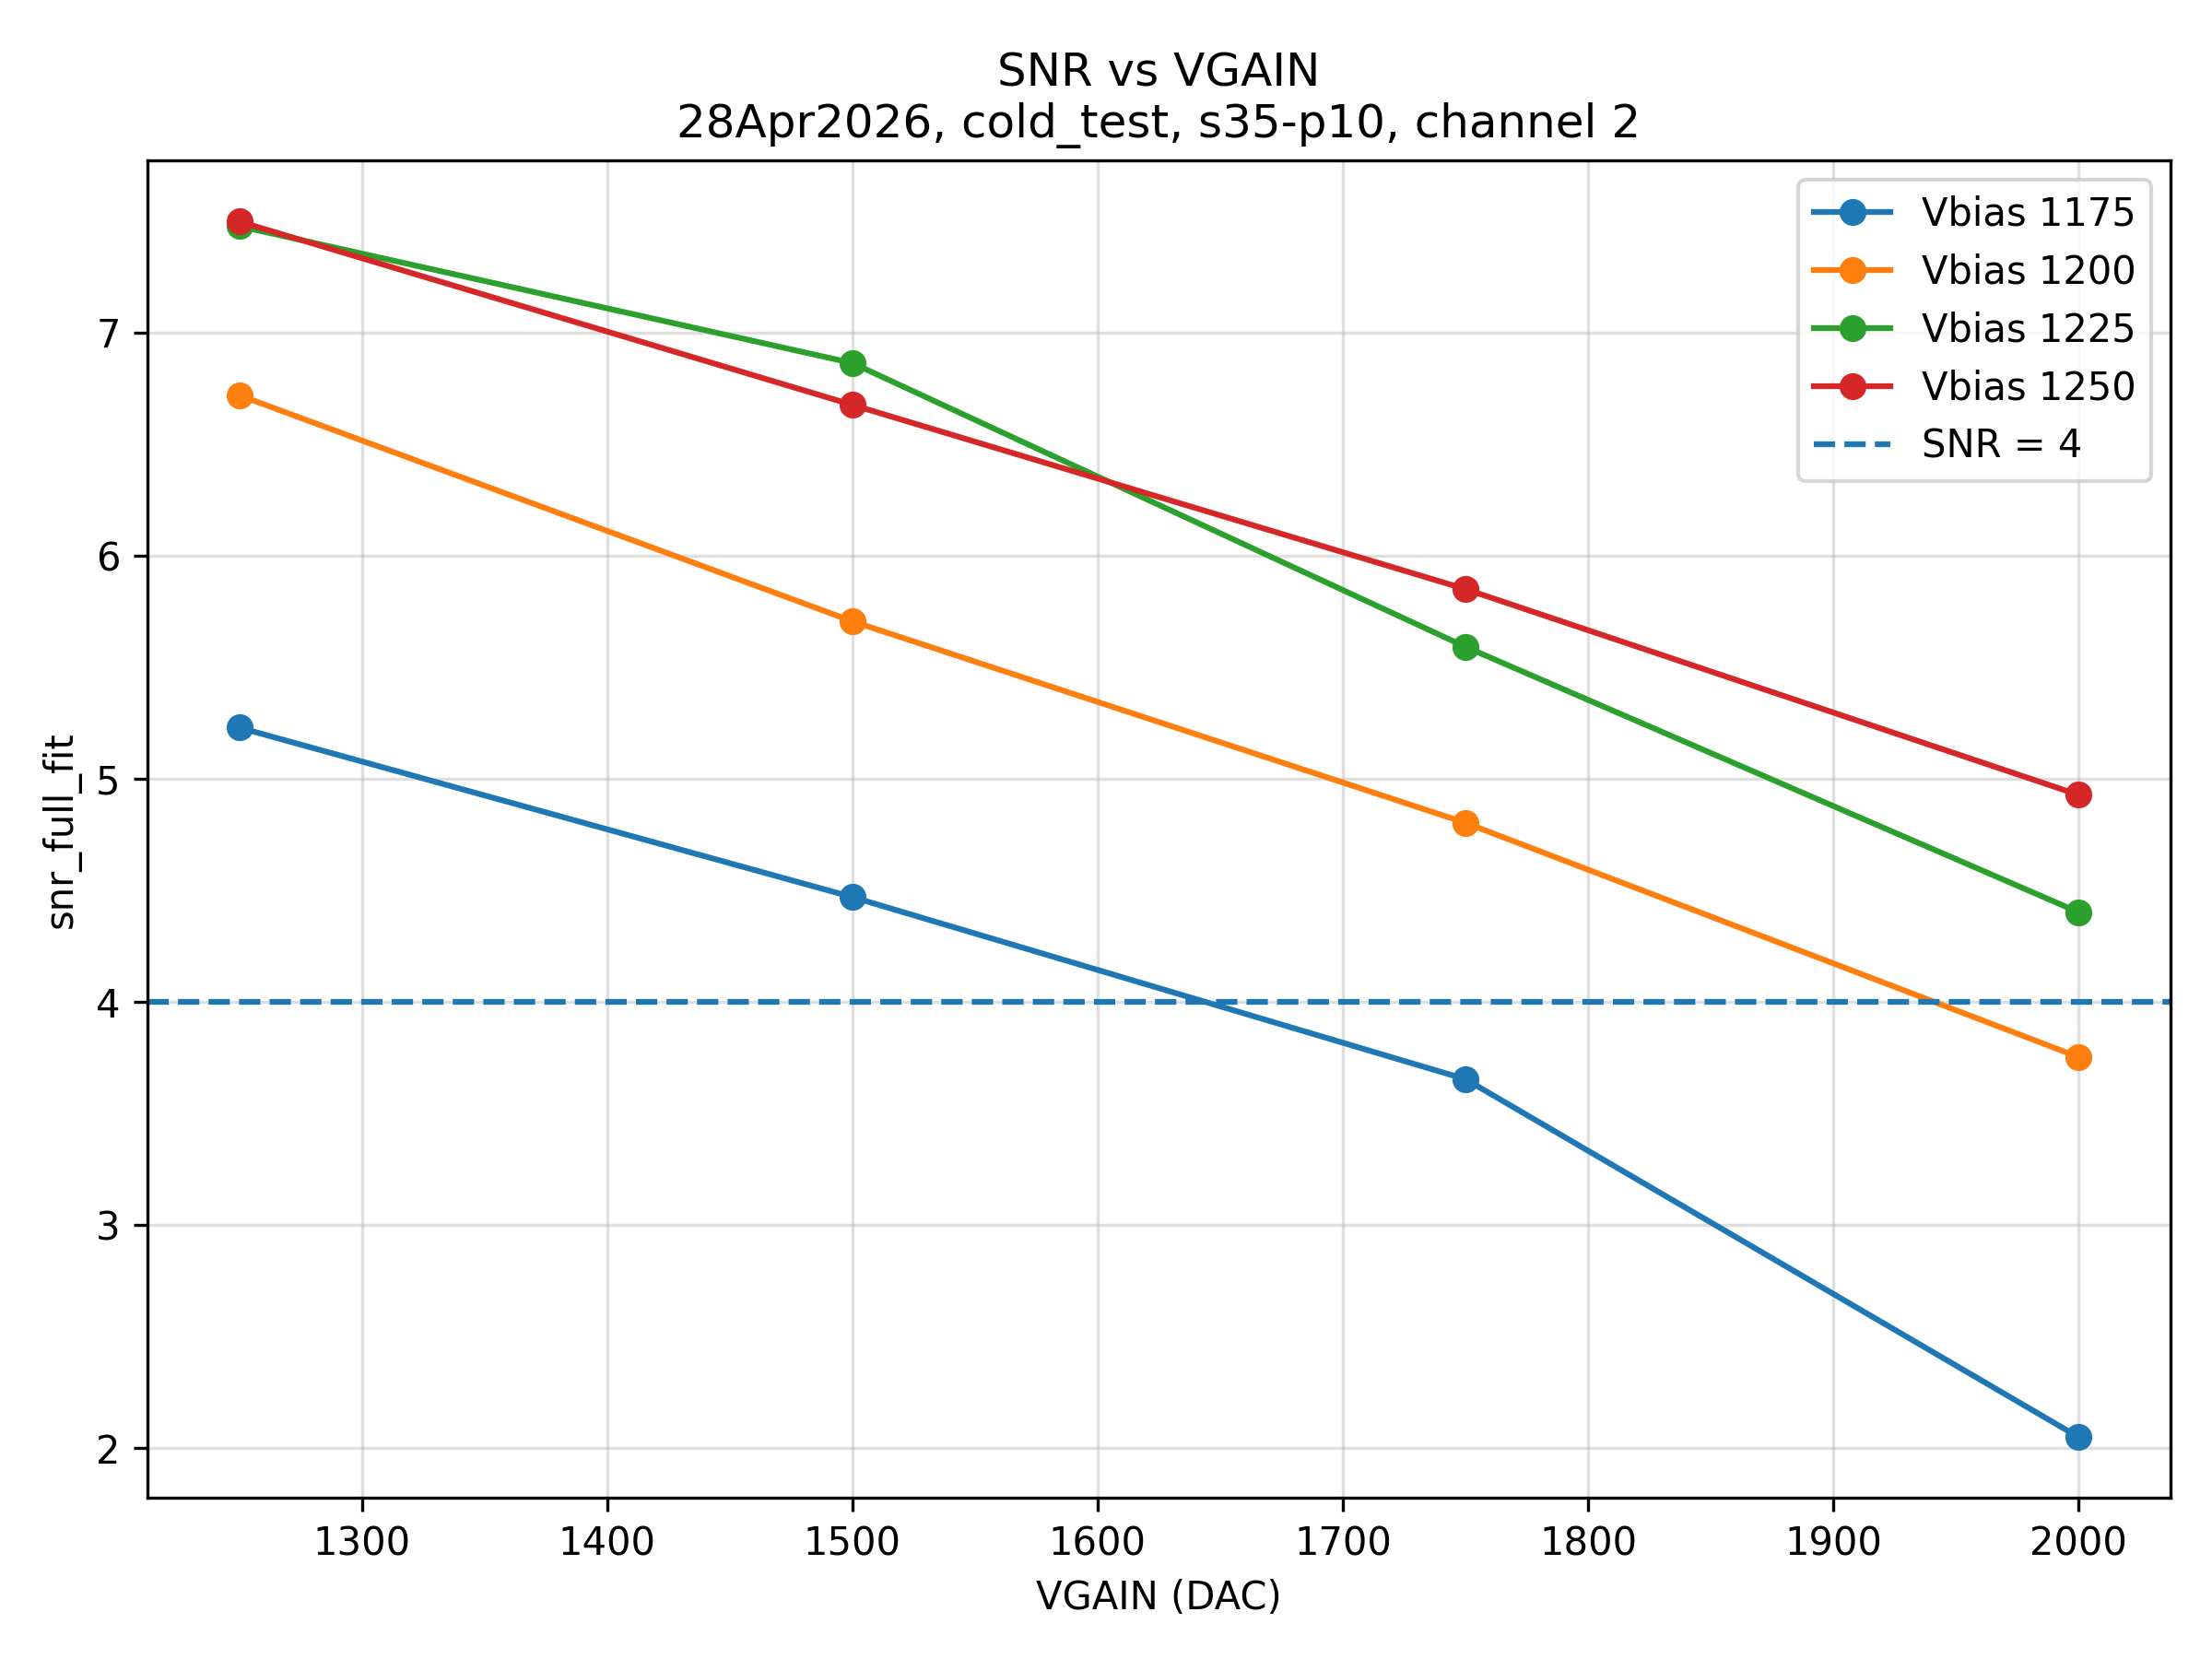 SNR vs VGAIN
28Apr2026, cold_test, s35-p10, channel 2
Vbias 1175
Vbias 1200
Vbias 1225
Vbias 1250
SNR = 4
7
6
5
4
3
2
snr_full_fit
1300 1400 1500 1600 1700 1800 1900 2000
VGAIN (DAC)